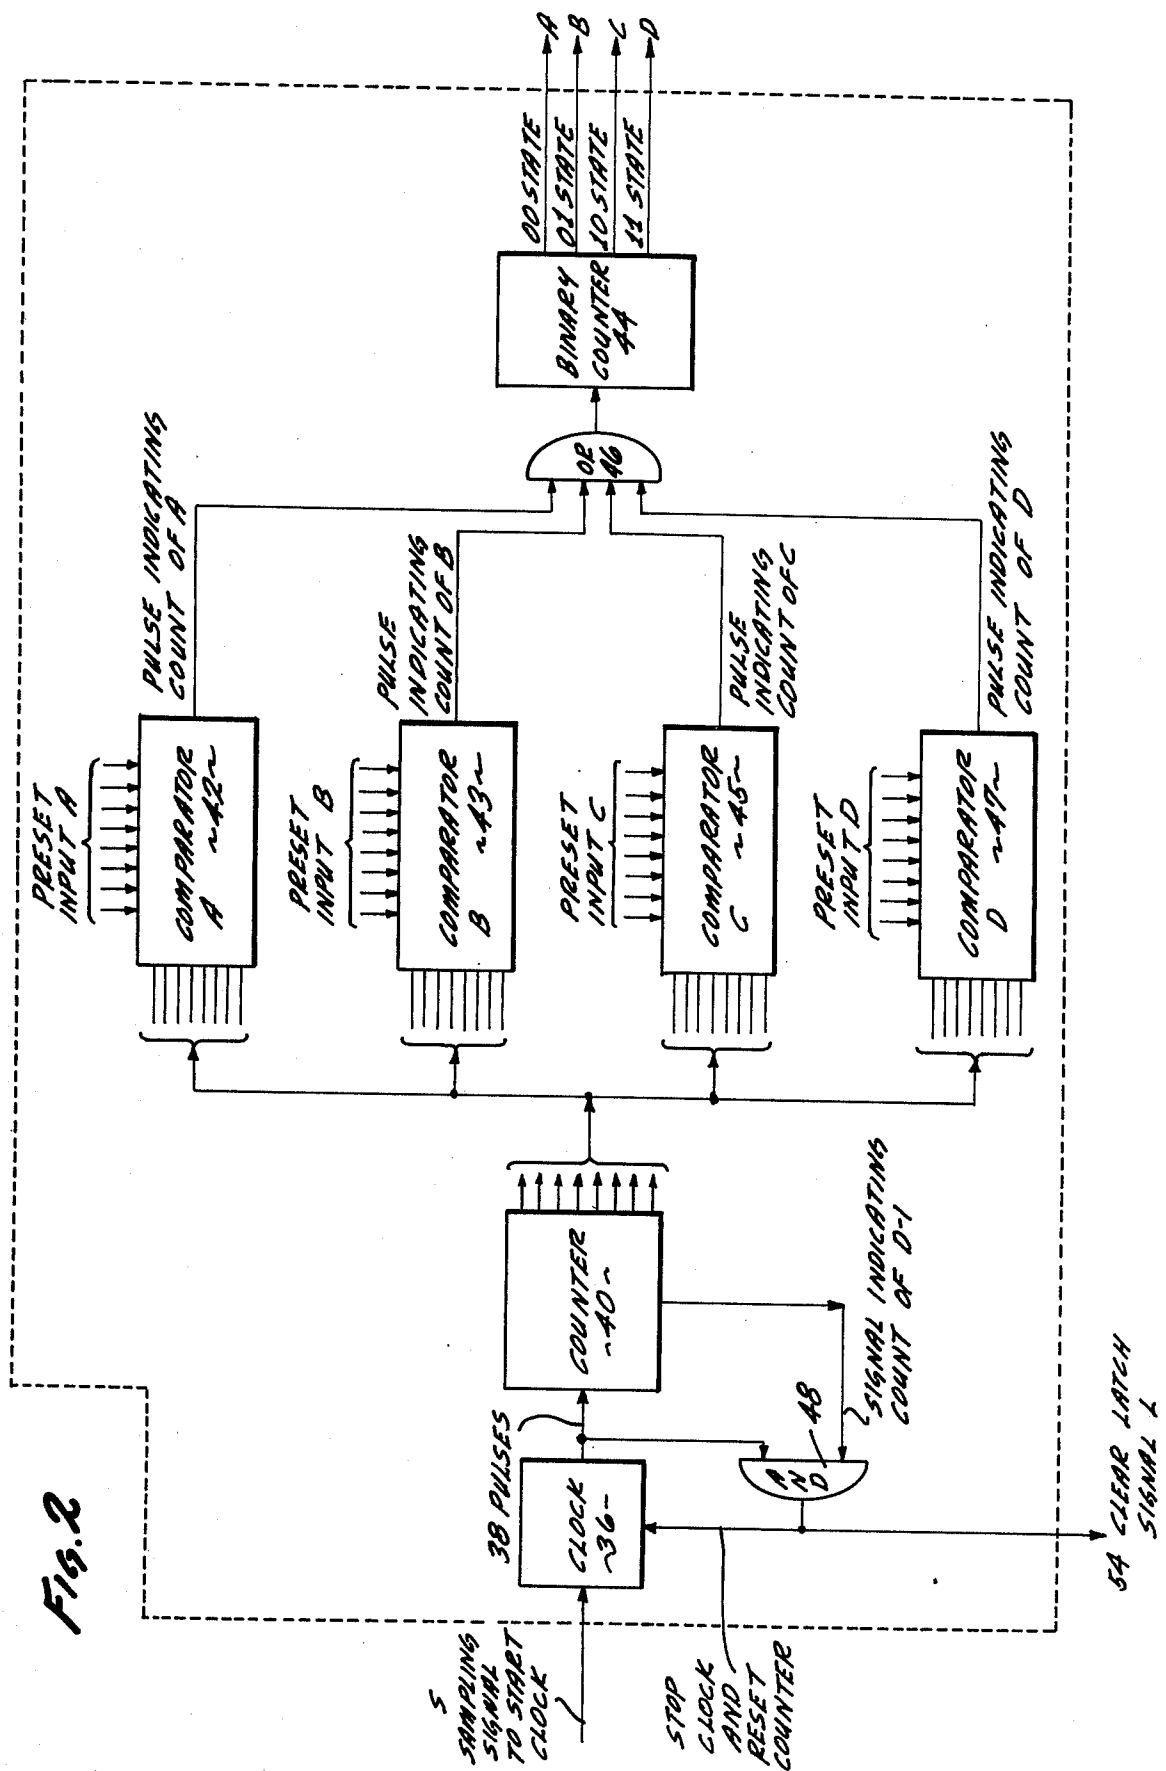 FIG. 2
S
SAMPLING
SIGNAL
TO START
CLOCK
STOP
CLOCK
AND
RESET
COUNTER
CLOCK
~36~
38 PULSES
AND
48
54 CLEAR LATCH
SIGNAL L
COUNTER
~40~
SIGNAL INDICATING
COUNT OF D-1
PRESET
INPUT A
COMPARATOR
A ~42~
PULSE INDICATING
COUNT OF A
PRESET
INPUT B
COMPARATOR
B ~43~
PULSE
INDICATING
COUNT OF B
PRESET
INPUT C
COMPARATOR
C ~45~
PULSE
INDICATING
COUNT OF C
PRESET
INPUT D
COMPARATOR
D ~47~
PULSE INDICATING
COUNT OF D
OR
46
BINARY
COUNTER
44
00 STATE
A
01 STATE
B
10 STATE
C
11 STATE
D